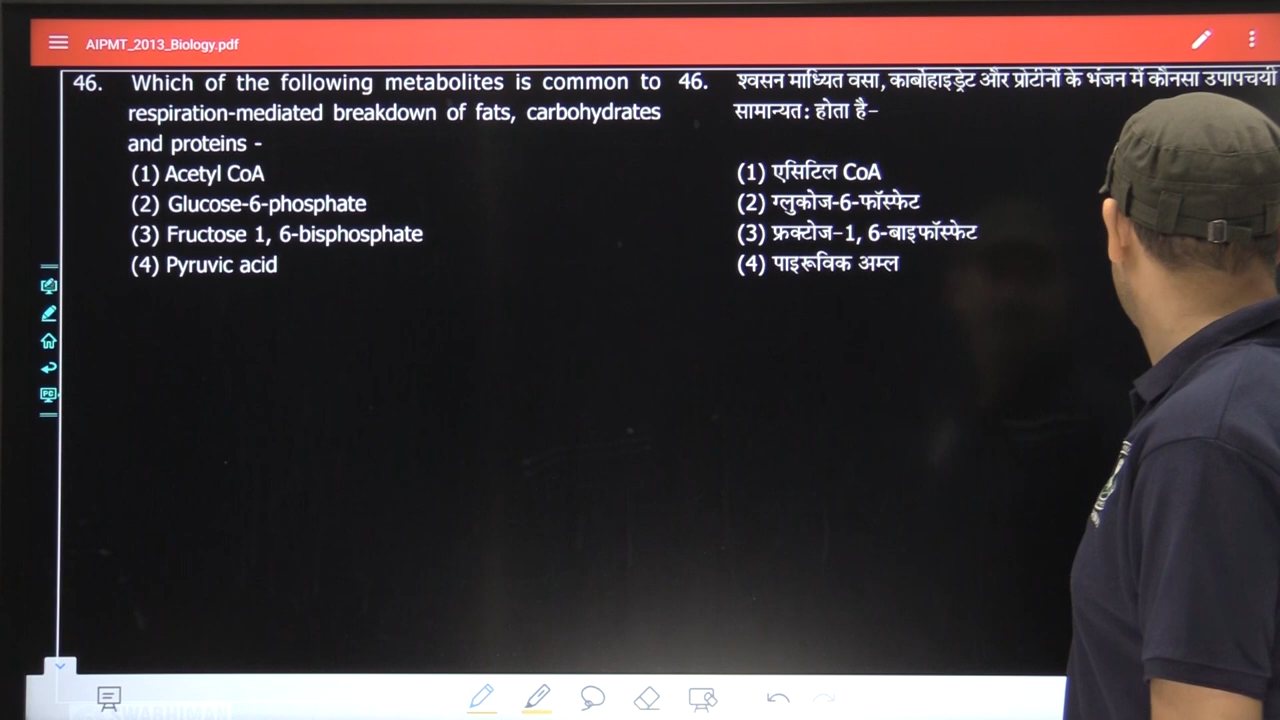 AIPMT_2013_Biology.pdf
46. Which of the following metabolites is common to
respiration-mediated breakdown of fats, carbohydrates
and proteins -
(1) Acetyl CoA
(2) Glucose-6-phosphate
(3) Fructose 1, 6-bisphosphate
(4) Pyruvic acid
46. श्वसन माध्यित वसा, कार्बोहाइड्रेट और प्रोटीनों के भंजन में कौनसा उपापचयी
सामान्यत: होता है-
(1) एसिटिल CoA
(2) ग्लुकोज-6-फॉस्फेट
(3) फ्रक्टोज-1, 6-बाइफॉस्फेट
(4) पाइरूविक अम्ल
PC
SWABHIMAN